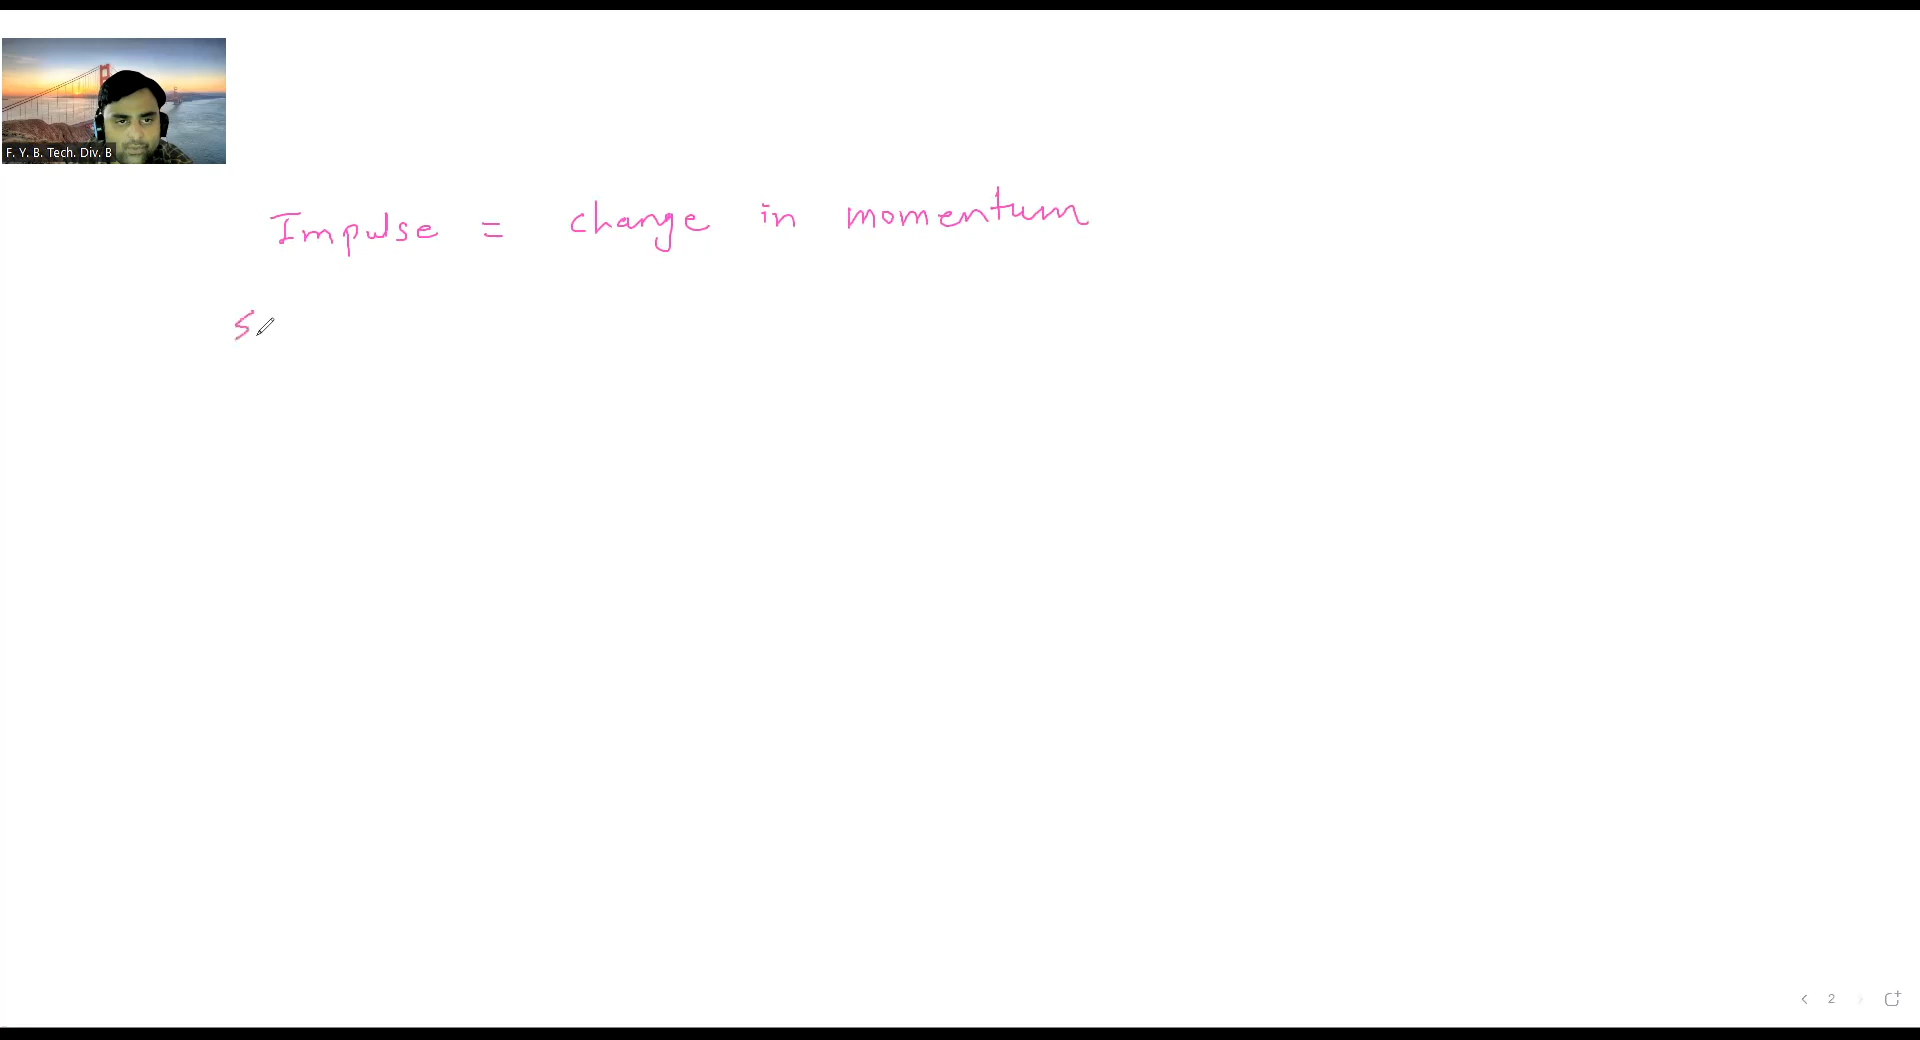 F. Y. B. Tech. Div. B
Impulse = change in momentum
S
2